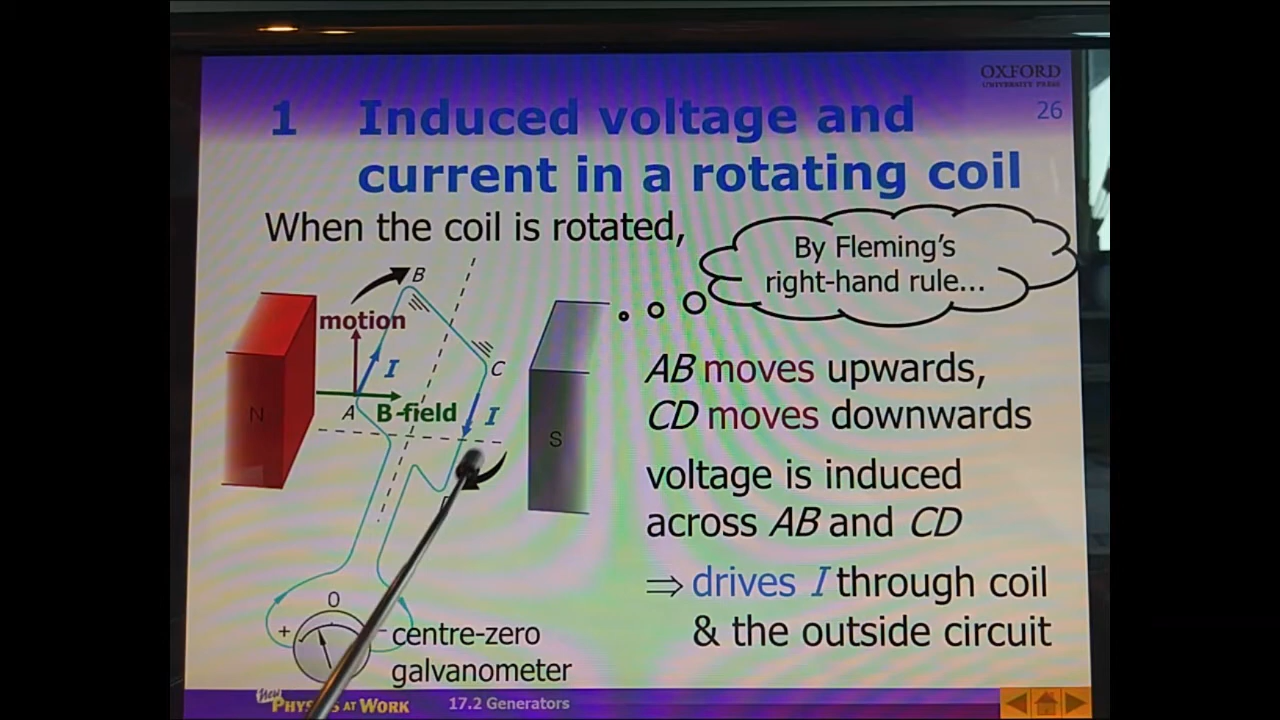 OXFORD
UNIVERSITY PRESS
26
1 Induced voltage and
current in a rotating coil
When the coil is rotated,
By Fleming's
right-hand rule...
B
motion
I
C
N
A
B-field
I
S
AB moves upwards,
CD moves downwards
voltage is induced
across AB and CD
⇒ drives I through coil
& the outside circuit
0
+
−
centre-zero
galvanometer
New
AT WORK
17.2 Generators